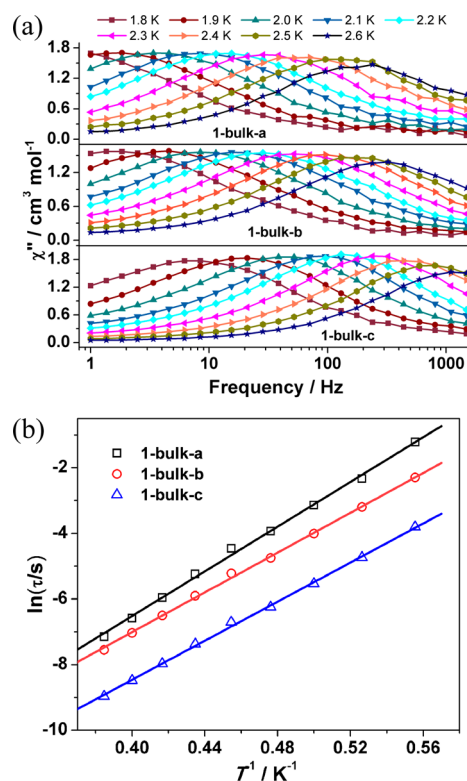 (a)
1.8 K 1.9 K 2.0 K 2.1 K 2.2 K
2.3 K 2.4 K 2.5 K 2.6 K
1.8
1.2
0.6
0.0
1-bulk-a
χ'' / cm³ mol⁻¹
1.2
0.6
0.0
1-bulk-b
1.8
1.2
0.6
0.0
1-bulk-c
1 10 100 1000
Frequency / Hz
(b)
1-bulk-a
1-bulk-b
1-bulk-c
ln(τ/s)
-2
-4
-6
-8
-10
0.40 0.44 0.48 0.52 0.56
T¹ / K⁻¹